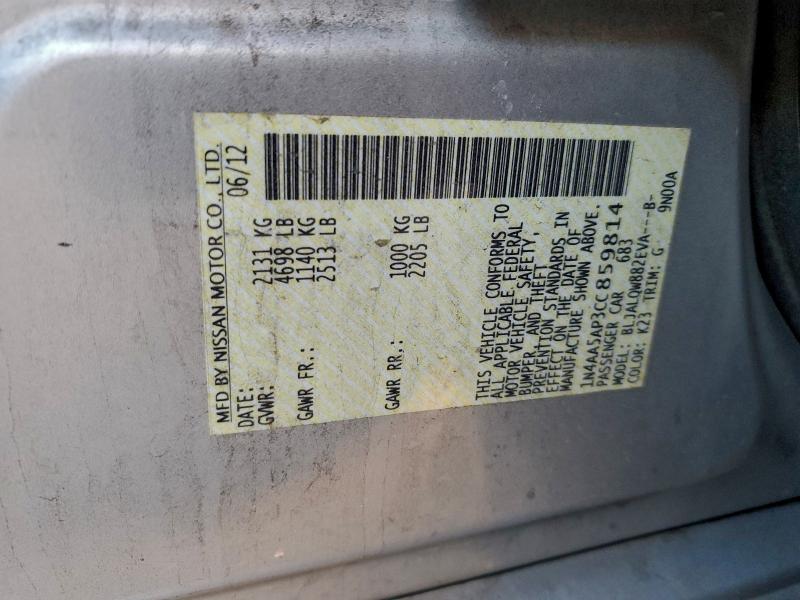 MFD BY NISSAN MOTOR CO., LTD.
DATE: 06/12
GVWR: 2131 KG
4698 LB
GAWR FR.: 1140 KG
2513 LB
GAWR RR.: 1000 KG
2205 LB
THIS VEHICLE CONFORMS TO
ALL APPLICABLE FEDERAL
MOTOR VEHICLE SAFETY,
BUMPER, AND THEFT
PREVENTION STANDARDS IN
EFFECT ON THE DATE OF
MANUFACTURE SHOWN ABOVE.
1N4AA5AP3CC859814
PASSENGER CAR 683
MODEL: BLJALQWB82EVA---B-
COLOR: K23 TRIM: G 9N00A